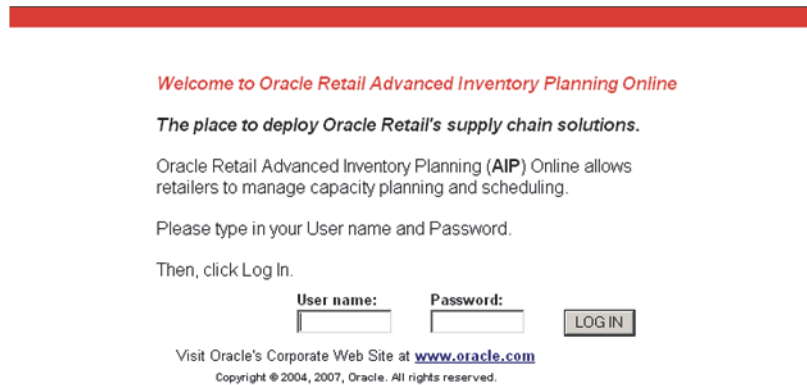 Welcome to Oracle Retail Advanced Inventory Planning Online
The place to deploy Oracle Retail's supply chain solutions.
Oracle Retail Advanced Inventory Planning (AIP) Online allows
retailers to manage capacity planning and scheduling.
Please type in your User name and Password.
Then, click Log In.
User name: Password:
LOG IN
Visit Oracle's Corporate Web Site at www.oracle.com
Copyright © 2004, 2007, Oracle. All rights reserved.